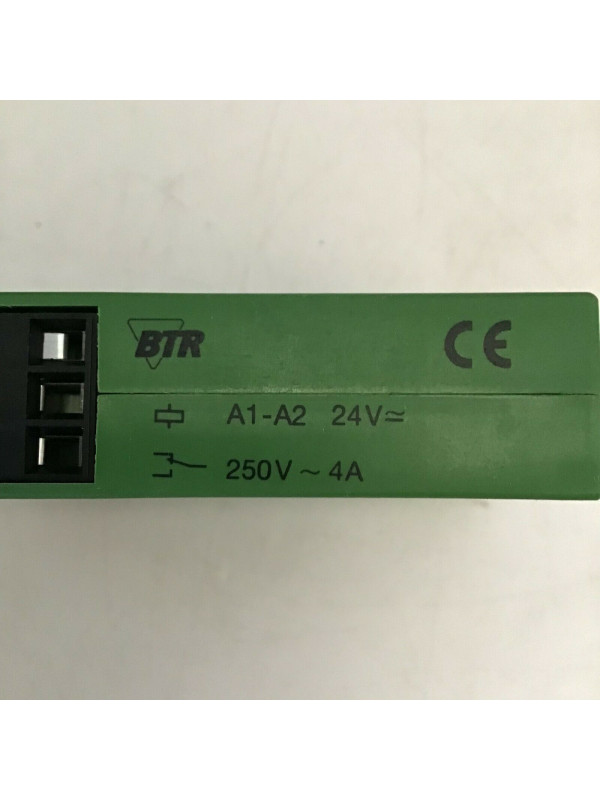 BTR CE
A1-A2 24V≂
250V ~ 4A